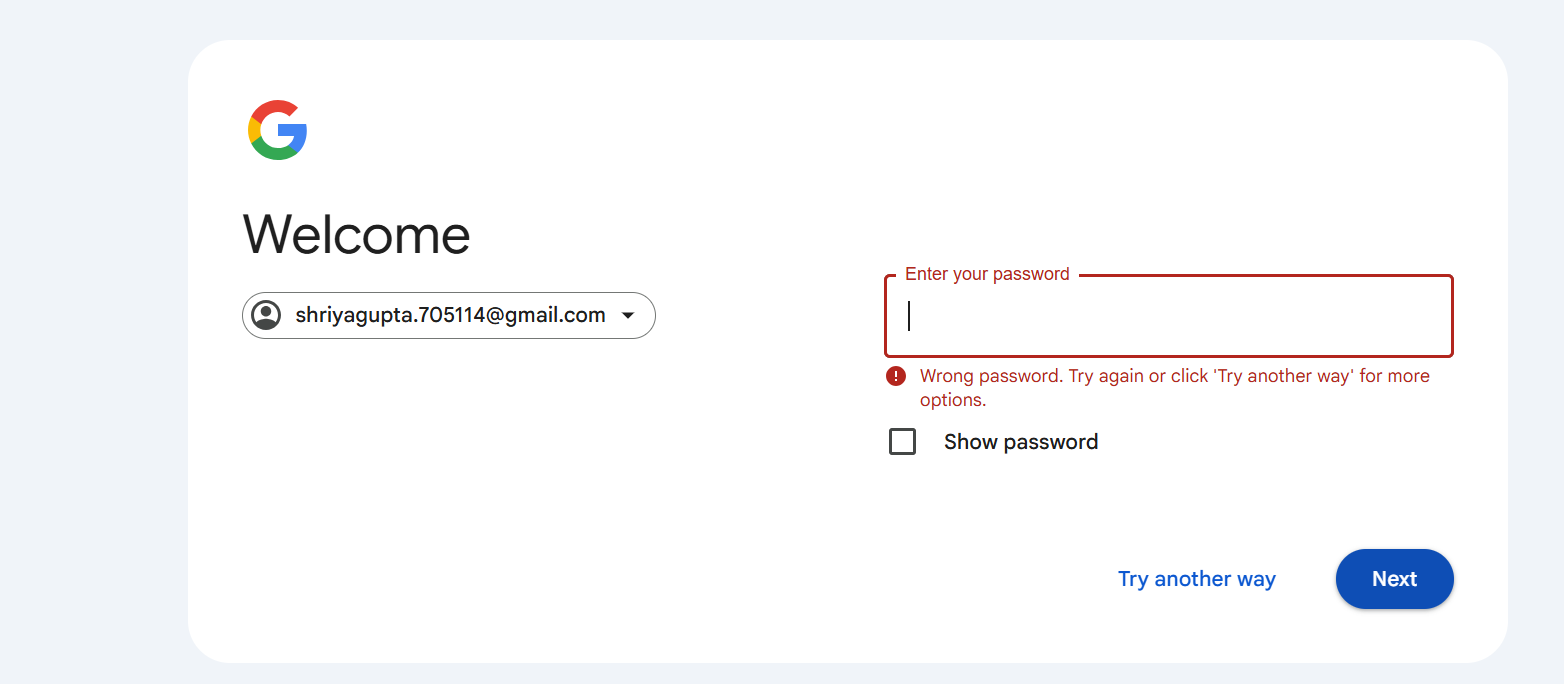 Welcome
shriyagupta.705114@gmail.com
Enter your password
Wrong password. Try again or click 'Try another way' for more
options.
Show password
Try another way
Next